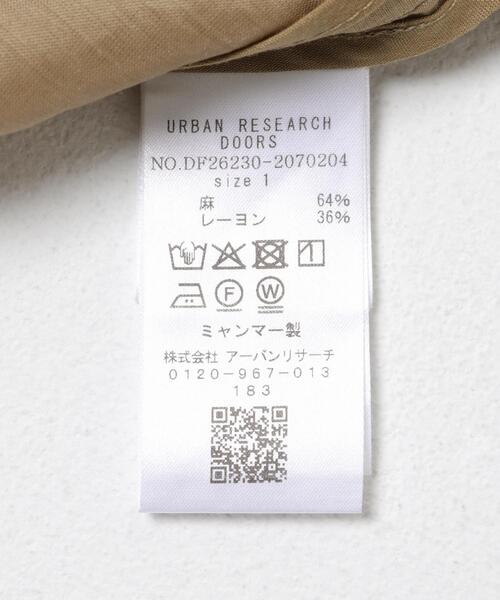 URBAN RESEARCH
DOORS
NO.DF26230-2070204
size 1
麻 64%
レーヨン 36%
F W
ミャンマー製
株式会社 アーバンリサーチ
0120-967-013
183